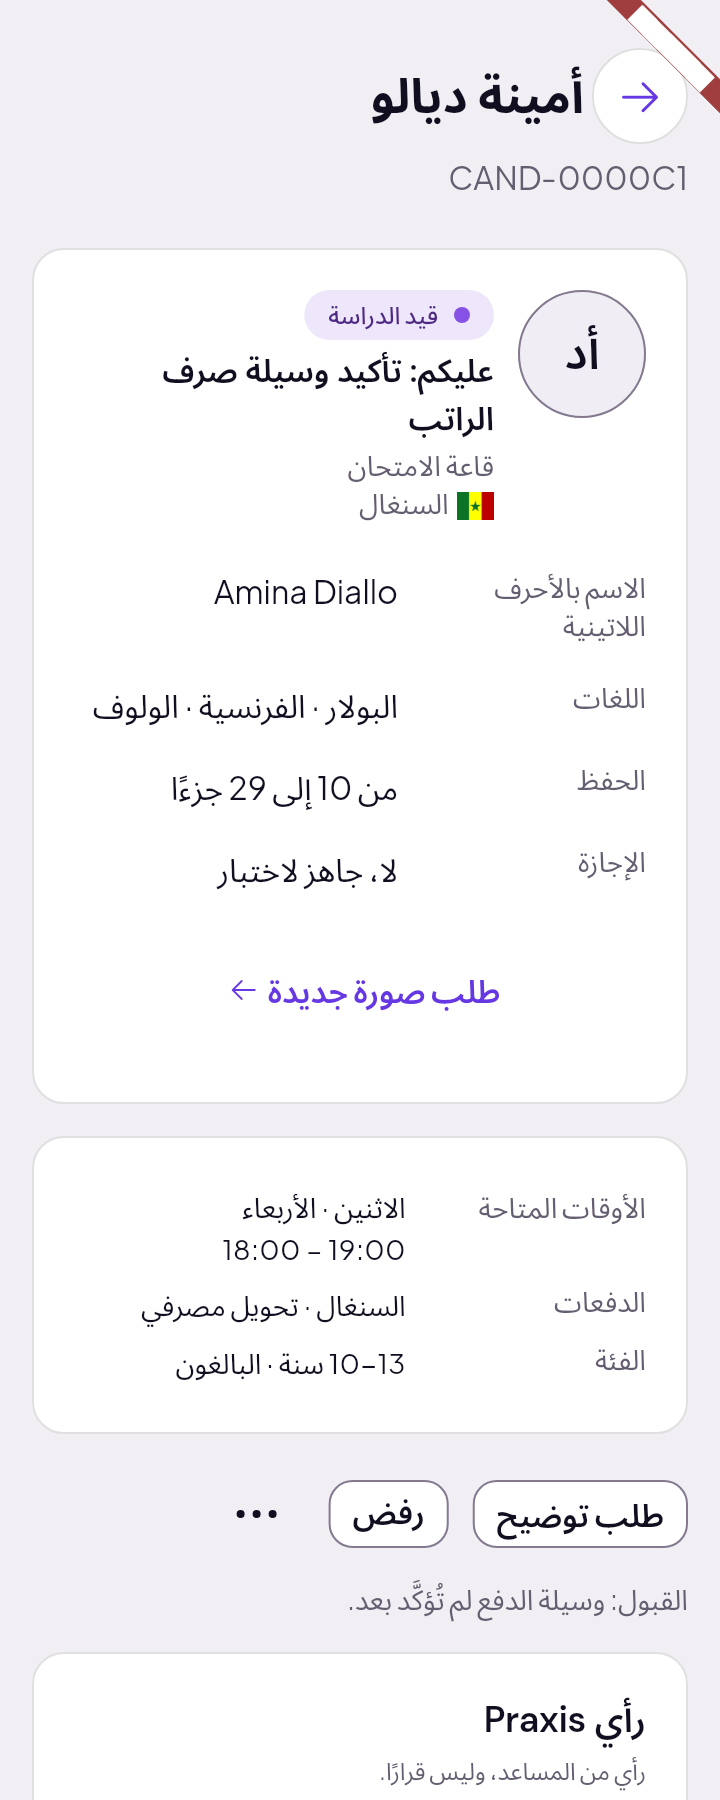 أمينة ديالو
CAND-0000C1
قيد الدراسة
أد
عليكم: تأكيد وسيلة صرف
الراتب
قاعة الامتحان
السنغال
الاسم بالأحرف
اللاتينية
Amina Diallo
اللغات
البولار · الفرنسية · الولوف
الحفظ
من 10 إلى 29 جزءًا
الإجازة
لا، جاهز لاختبار
طلب صورة جديدة
الأوقات المتاحة
الاثنين · الأربعاء
18:00 – 19:00
الدفعات
السنغال · تحويل مصرفي
الفئة
10–13 سنة · البالغون
طلب توضيح
رفض
القبول: وسيلة الدفع لم تُؤكَّد بعد.
رأي Praxis
رأي من المساعد، وليس قرارًا.